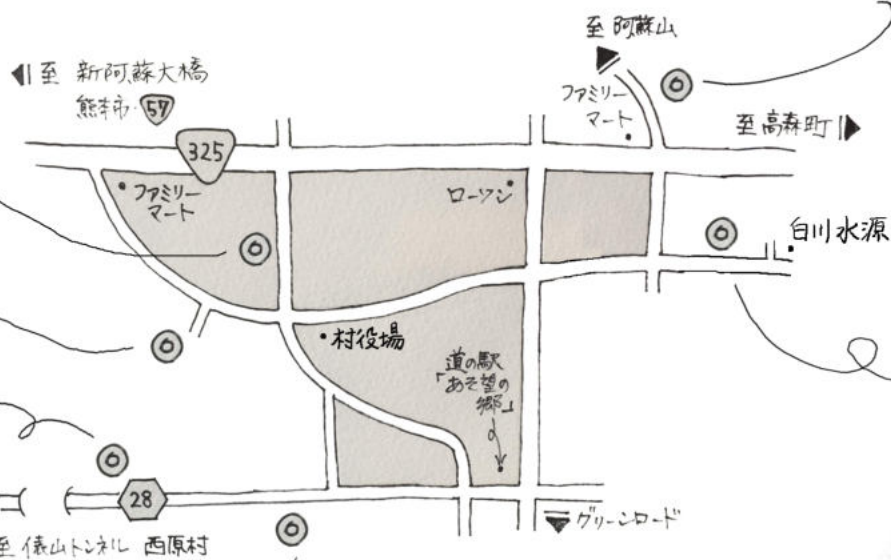 至 阿蘇山
至 新阿蘇大橋
熊本市・57
ファミリー
マート
至高森町
325
ファミリー
マート
ローソン
白川水源
村役場
道の駅
「あそ望の
郷」
28
グリーンロード
至 俵山トンネル 西原村